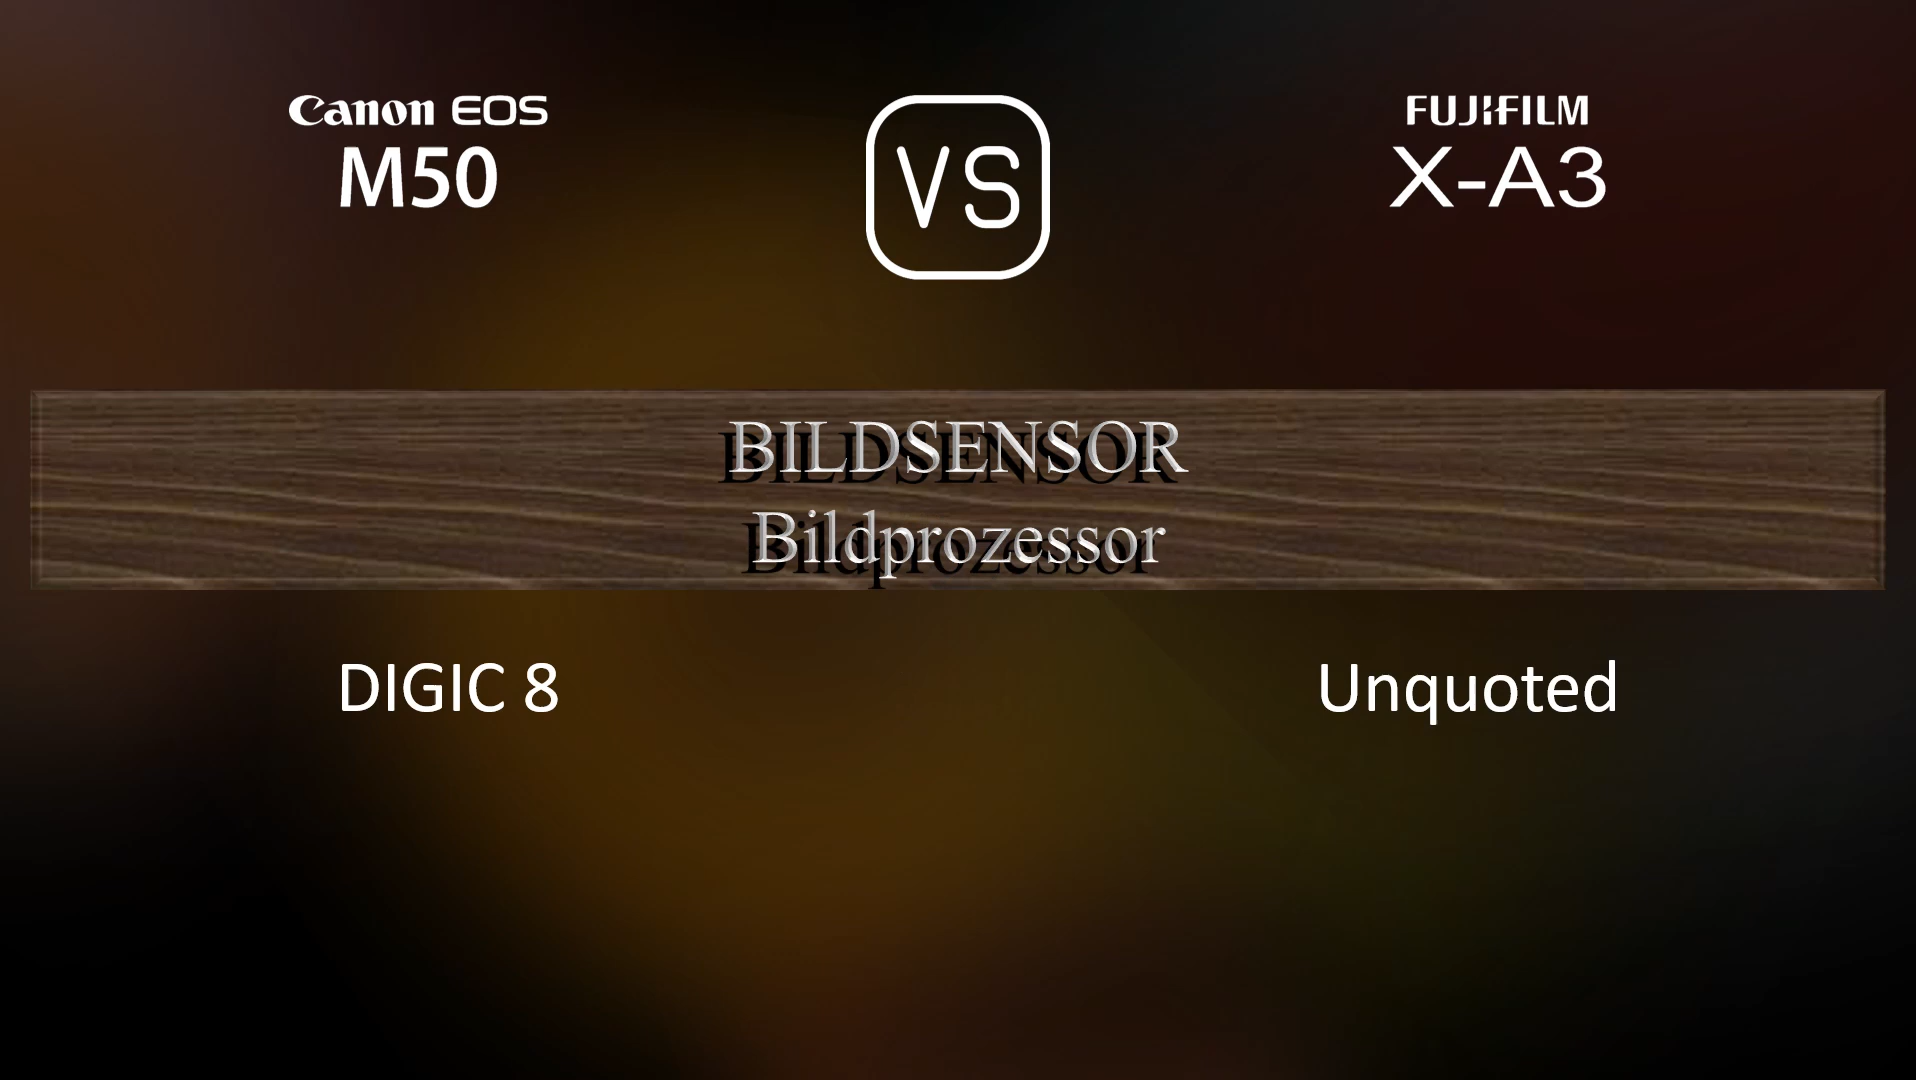 Canon EOS
M50
VS
FUJIFILM
X-A3
BILDSENSOR
Bildprozessor
DIGIC 8
Unquoted